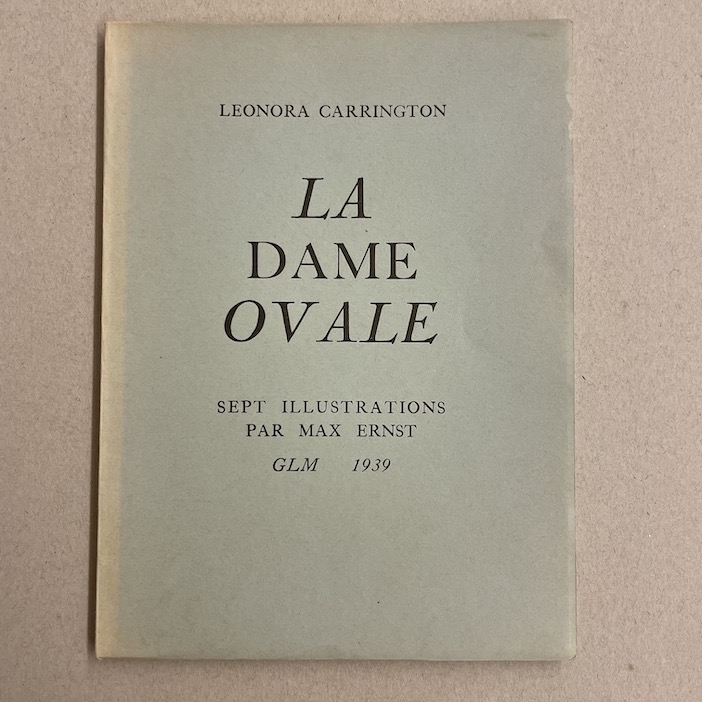 LEONORA CARRINGTON
LA
DAME
OVALE
SEPT ILLUSTRATIONS
PAR MAX ERNST
GLM 1939